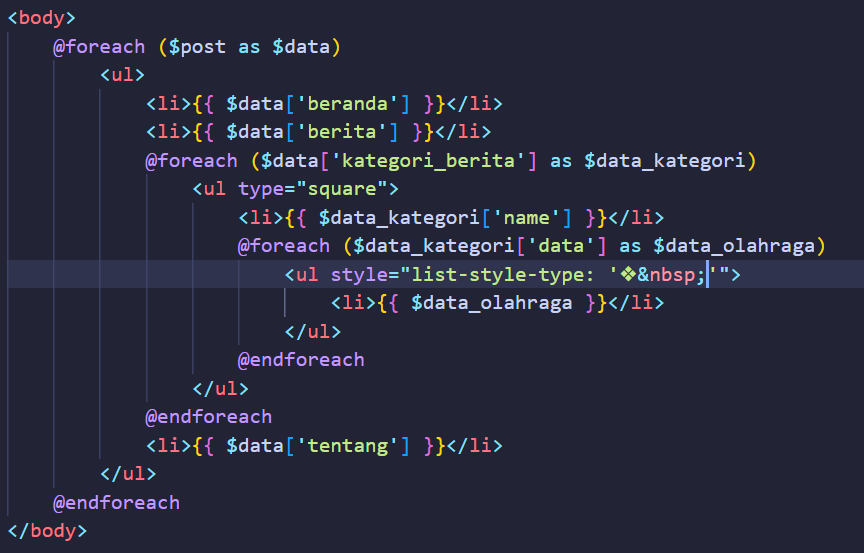 <body>
    @foreach ($post as $data)
        <ul>
            <li>{{ $data['beranda'] }}</li>
            <li>{{ $data['berita'] }}</li>
            @foreach ($data['kategori_berita'] as $data_kategori)
                <ul type="square">
                    <li>{{ $data_kategori['name'] }}</li>
                    @foreach ($data_kategori['data'] as $data_olahraga)
                        <ul style="list-style-type: '❖&nbsp;'">
                            <li>{{ $data_olahraga }}</li>
                        </ul>
                    @endforeach
                </ul>
            @endforeach
            <li>{{ $data['tentang'] }}</li>
        </ul>
    @endforeach
</body>